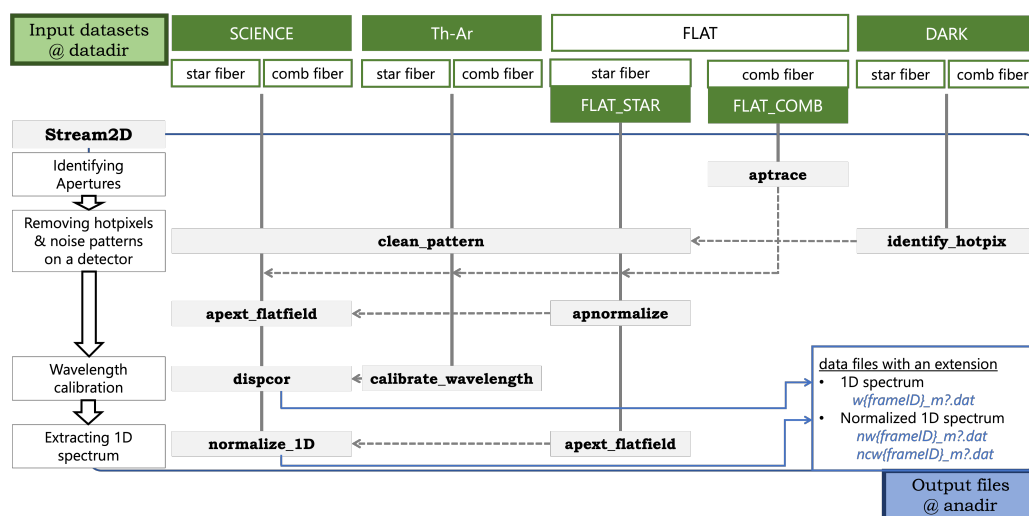 Input datasets
@ datadir
SCIENCE
Th-Ar
FLAT
DARK
star fiber
comb fiber
star fiber
comb fiber
star fiber
comb fiber
star fiber
comb fiber
FLAT_STAR
FLAT_COMB
Stream2D
Identifying
Apertures
aptrace
Removing hotpixels
& noise patterns
on a detector
clean_pattern
identify_hotpix
apext_flatfield
apnormalize
Wavelength
calibration
dispcor
calibrate_wavelength
data files with an extension
• 1D spectrum
w{frameID}_m?.dat
• Normalized 1D spectrum
nw{frameID}_m?.dat
ncw{frameID}_m?.dat
Extracting 1D
spectrum
normalize_1D
apext_flatfield
Output files
@ anadir